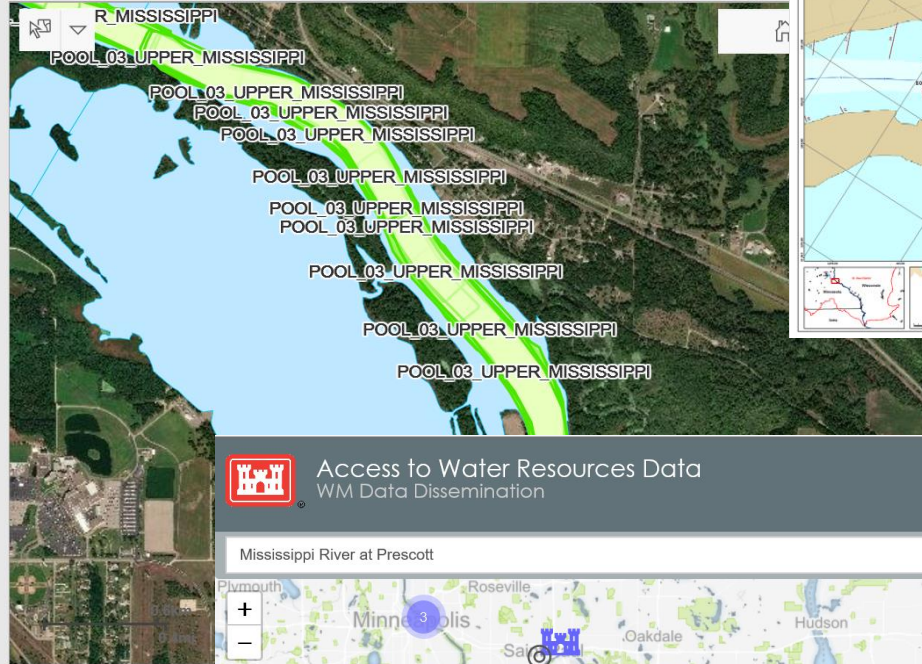 R_MISSISSIPPI
POOL_03_UPPER_MISSISSIPPI
POOL_03_UPPER_MISSISSIPPI
POOL_03_UPPER_MISSISSIPPI
POOL_03_UPPER_MISSISSIPPI
POOL_03_UPPER_MISSISSIPPI
POOL_03_UPPER_MISSISSIPPI
POOL_03_UPPER_MISSISSIPPI
POOL_03_UPPER_MISSISSIPPI
POOL_03_UPPER_MISSISSIPPI
POOL_03_UPPER_MISSISSIPPI
Access to Water Resources Data
WM Data Dissemination
Mississippi River at Prescott
Plymouth
Roseville
+
3
Hudson
Oakdale
−